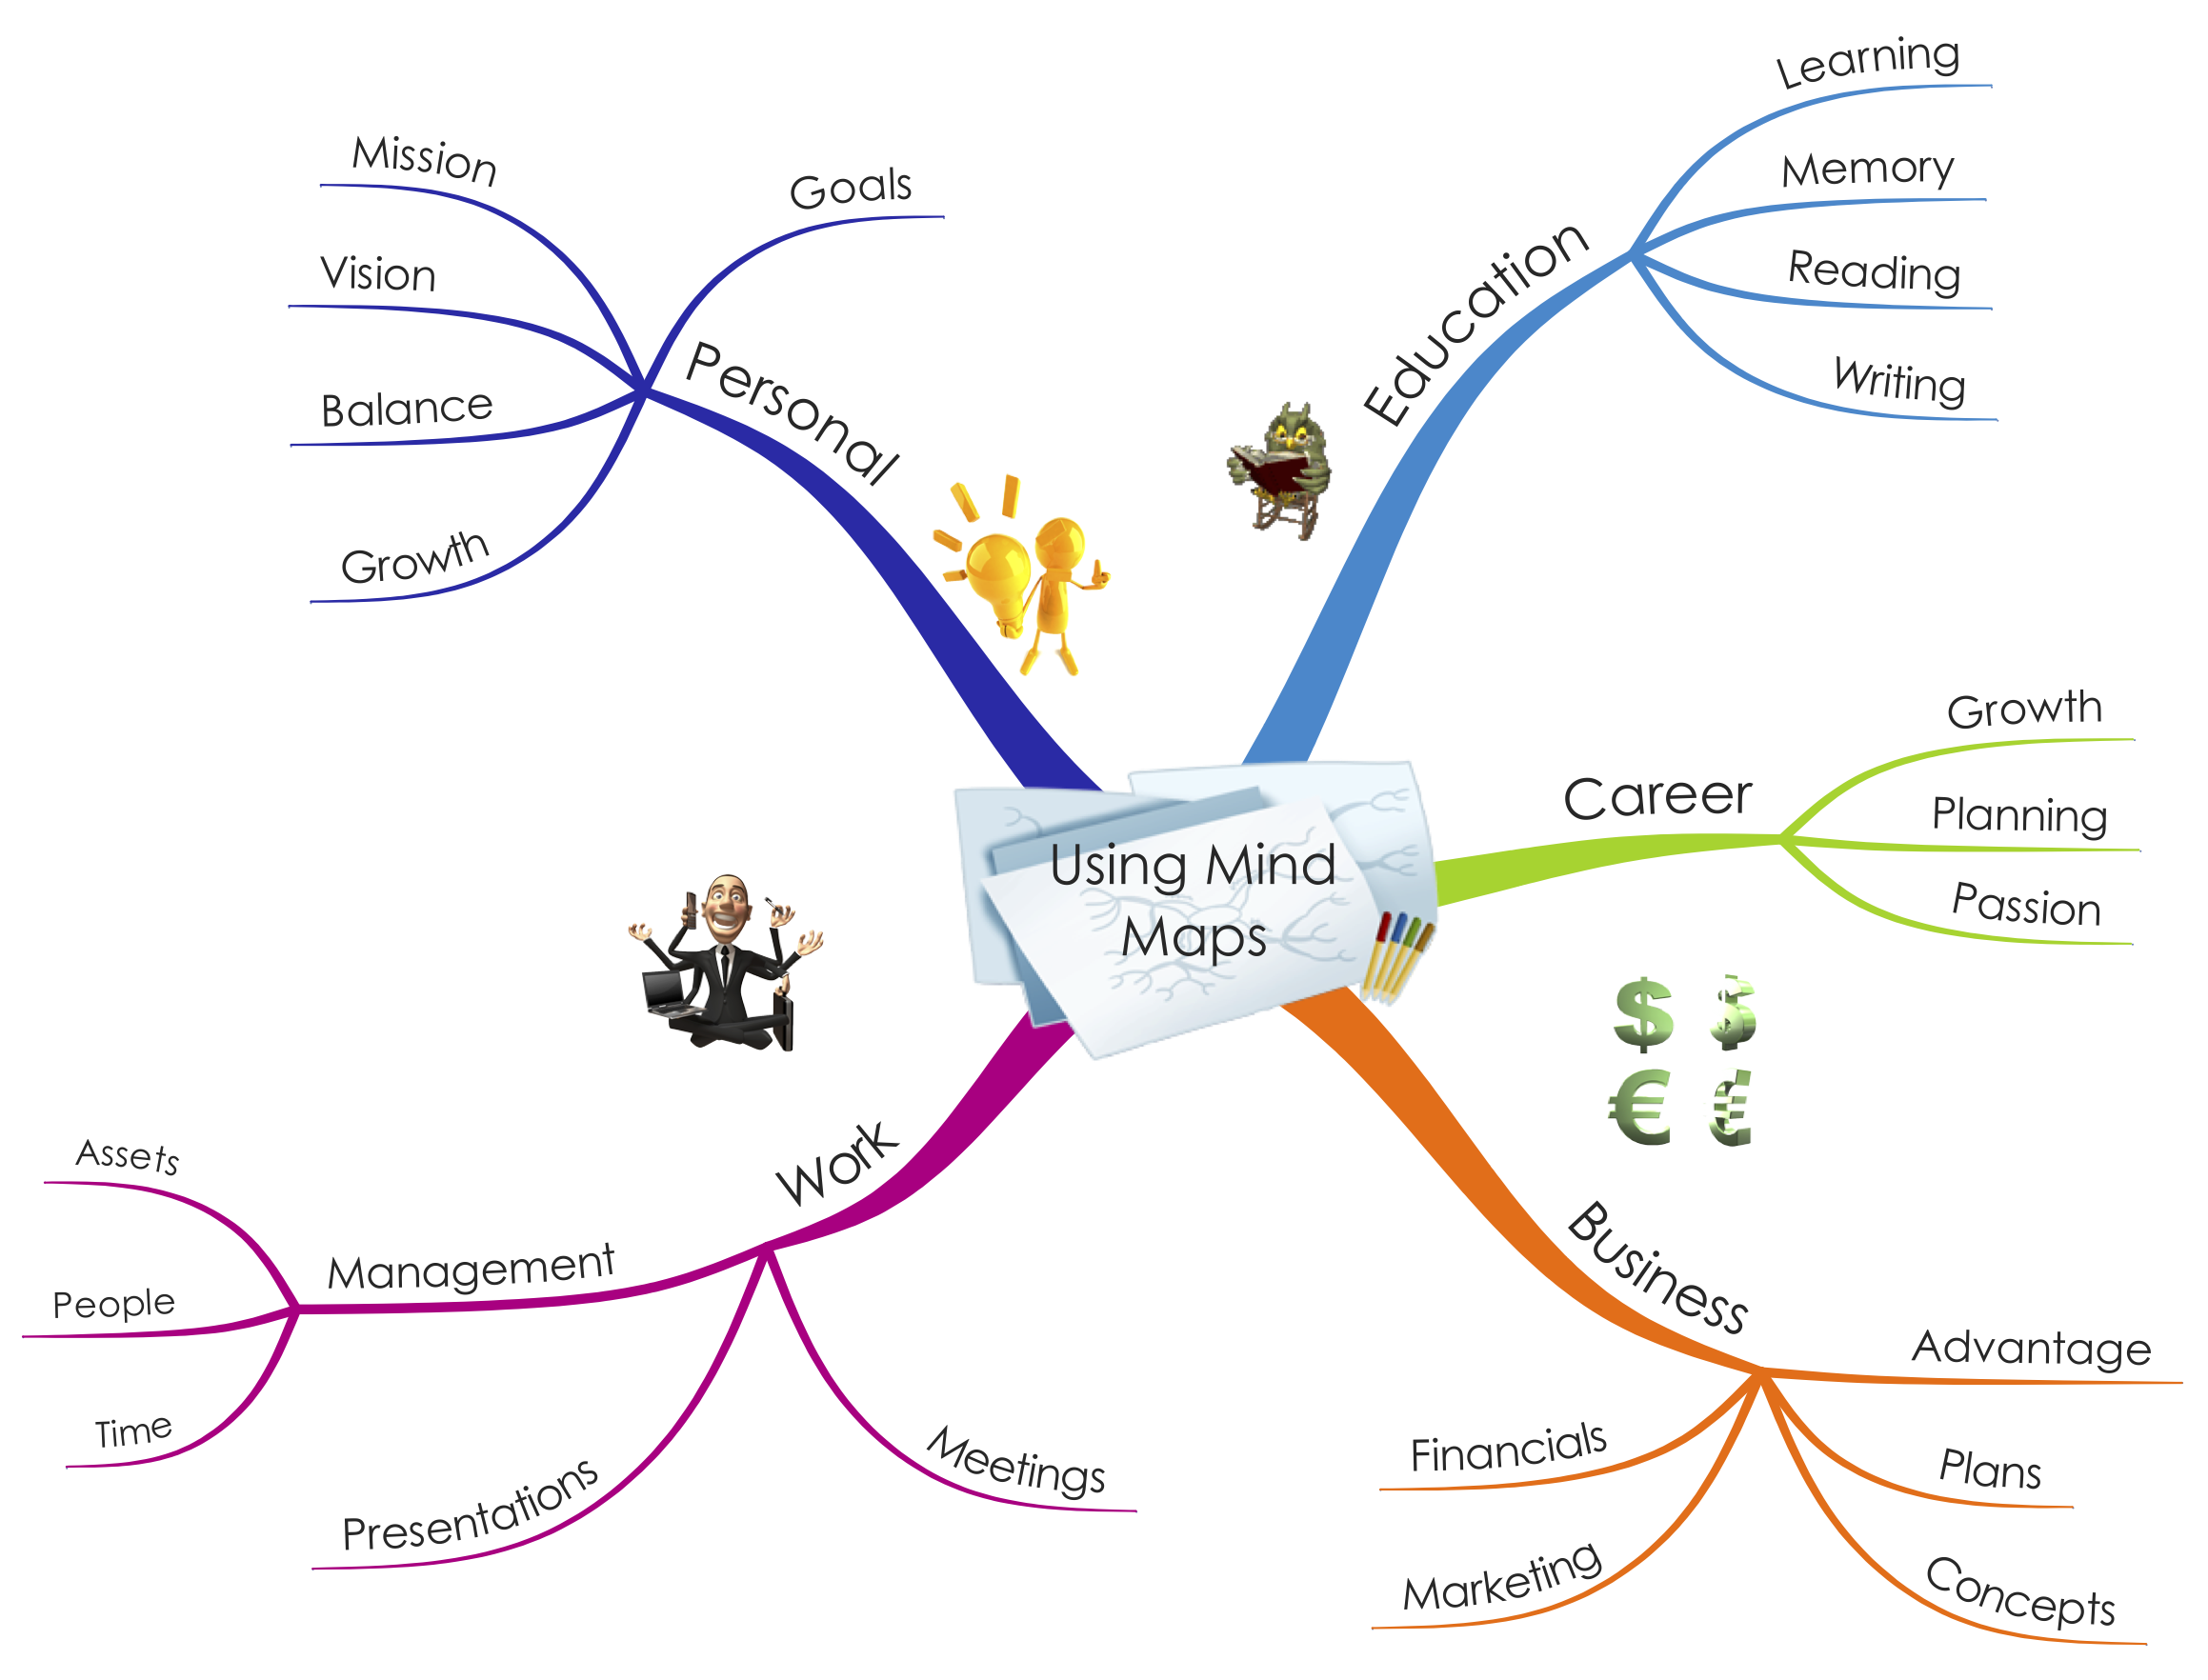 Using Mind
Maps
Education
Learning
Memory
Reading
Writing
Career
Growth
Planning
Passion
Business
Advantage
Plans
Concepts
Marketing
Financials
Work
Meetings
Presentations
Management
Time
People
Assets
Personal
Growth
Balance
Vision
Mission
Goals
$ $
€ €